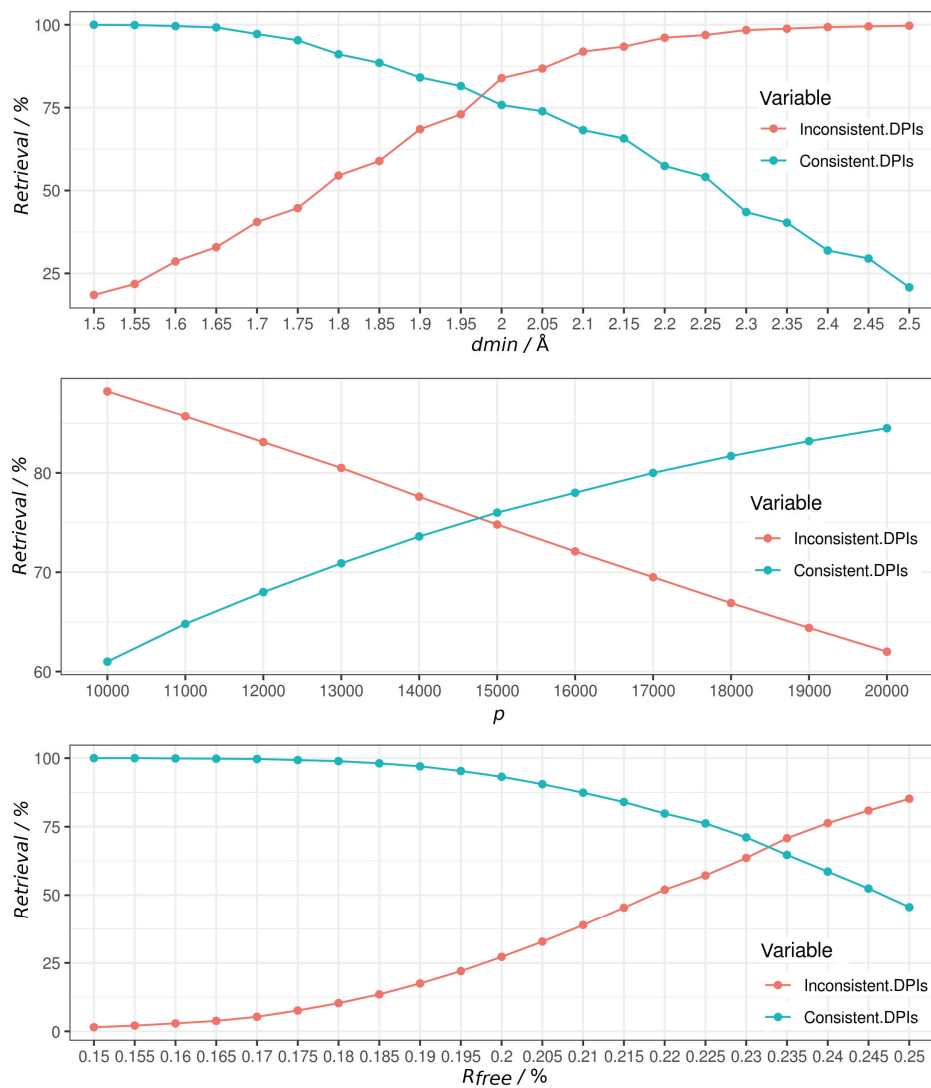 100
75
50
25
Retrieval / %
Variable
Inconsistent.DPIs
Consistent.DPIs
1.5 1.55 1.6 1.65 1.7 1.75 1.8 1.85 1.9 1.95 2 2.05 2.1 2.15 2.2 2.25 2.3 2.35 2.4 2.45 2.5
dmin / Å
80
70
60
Retrieval / %
Variable
Inconsistent.DPIs
Consistent.DPIs
10000 11000 12000 13000 14000 15000 16000 17000 18000 19000 20000
p
100
75
50
25
0
Retrieval / %
Variable
Inconsistent.DPIs
Consistent.DPIs
0.15 0.155 0.16 0.165 0.17 0.175 0.18 0.185 0.19 0.195 0.2 0.205 0.21 0.215 0.22 0.225 0.23 0.235 0.24 0.245 0.25
Rfree / %